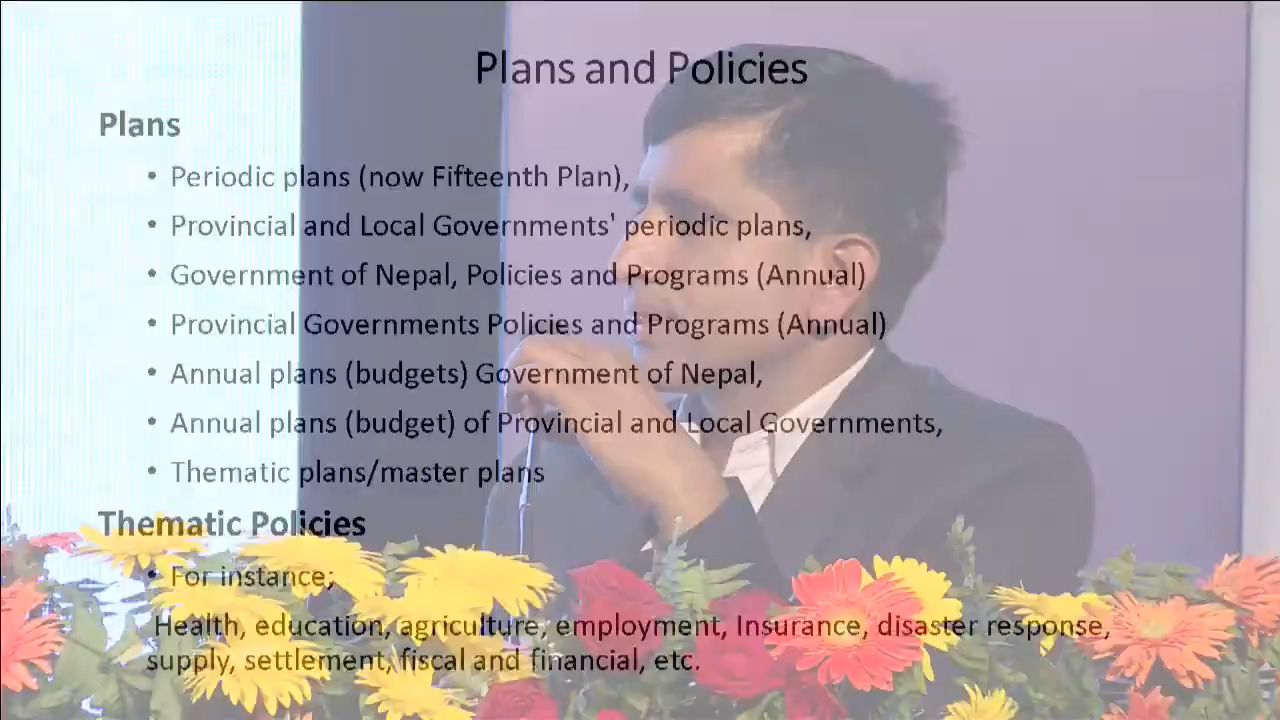 Plans and Policies
Plans
• Periodic plans (now Fifteenth Plan),
• Provincial and Local Governments' periodic plans,
• Government of Nepal, Policies and Programs (Annual)
• Provincial Governments Policies and Programs (Annual)
• Annual plans (budgets) Government of Nepal,
• Annual plans (budget) of Provincial and Local Governments,
• Thematic plans/master plans
Thematic Policies
• For instance;
Health, education, agriculture, employment, Insurance, disaster response,
supply, settlement, fiscal and financial, etc.